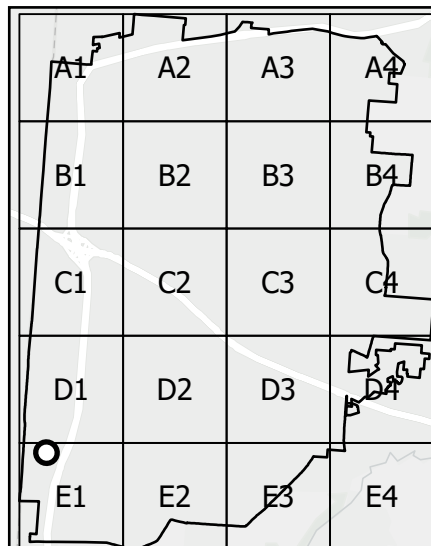 A1 A2 A3 A4
B1 B2 B3 B4
C1 C2 C3 C4
D1 D2 D3 D4
E1 E2 E3 E4